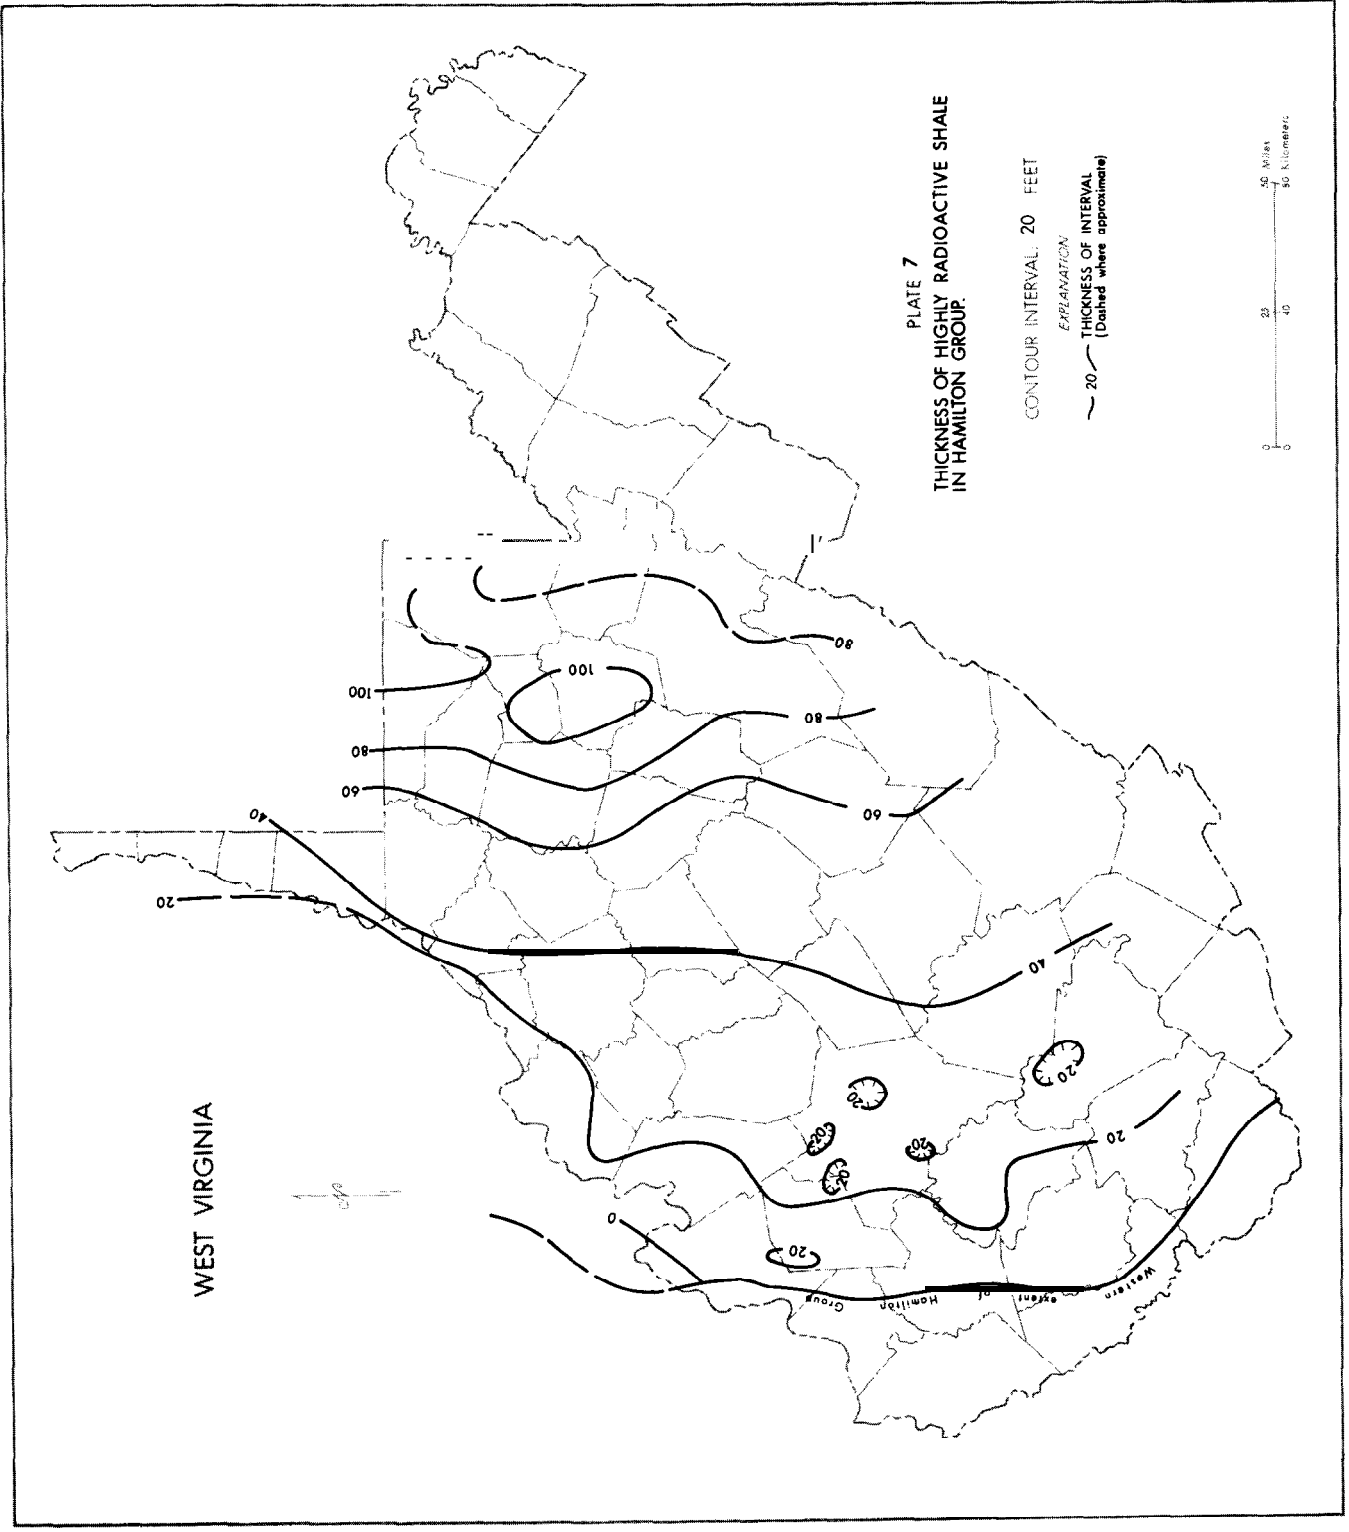 WEST VIRGINIA
PLATE 7
THICKNESS OF HIGHLY RADIOACTIVE SHALE
IN HAMILTON GROUP.
CONTOUR INTERVAL: 20 FEET
EXPLANATION
20 THICKNESS OF INTERVAL
(Dashed where approximate)
0 25 50 Miles
0 40 80 Kilometers
20
40
60
80
100
100
80
80
60
40
20
20
20
20
20
20
20
0
I'
Western extent of Hamilton Group